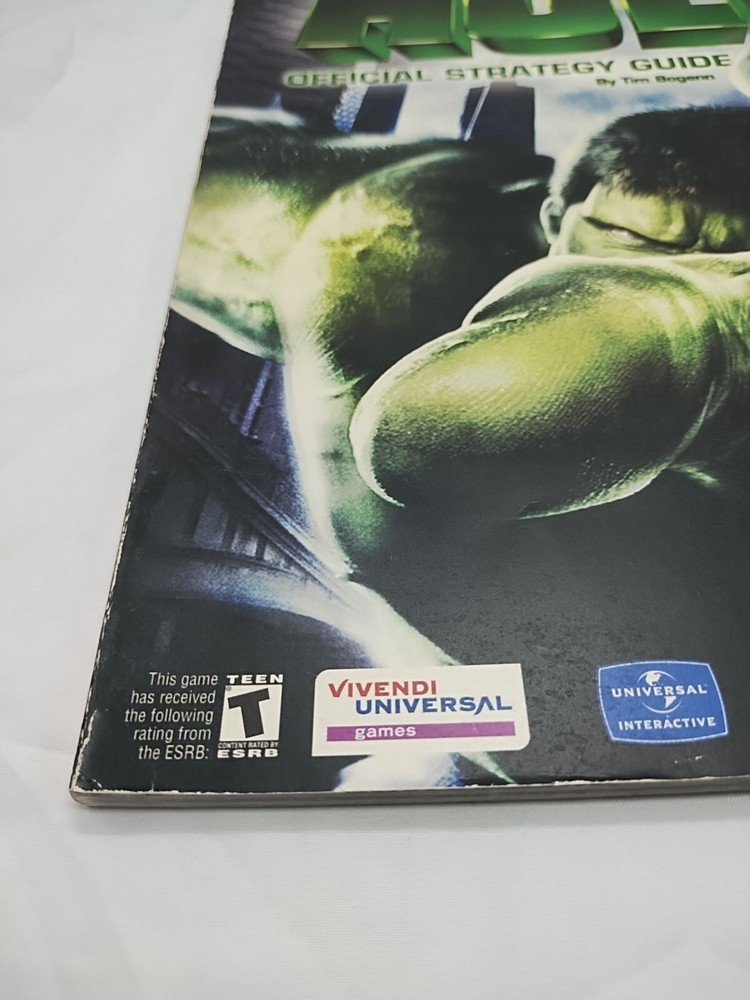 OFFICIAL STRATEGY GUIDE
By Tim Bogenn
This game
has received
the following
rating from
the ESRB:
TEEN
T
CONTENT RATED BY
ESRB
VIVENDI
UNIVERSAL
games
UNIVERSAL
INTERACTIVE